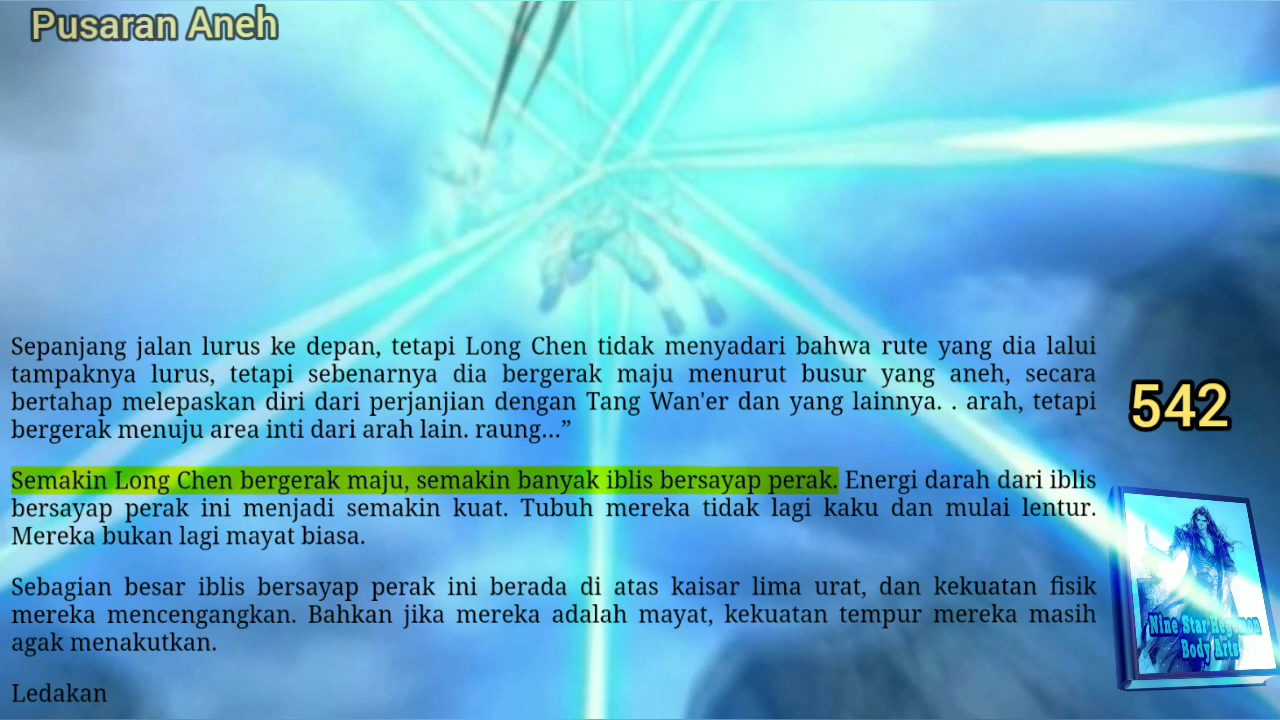 Pusaran Aneh
Sepanjang jalan lurus ke depan, tetapi Long Chen tidak menyadari bahwa rute yang dia lalui
tampaknya lurus, tetapi sebenarnya dia bergerak maju menurut busur yang aneh, secara
bertahap melepaskan diri dari perjanjian dengan Tang Wan'er dan yang lainnya. . arah, tetapi
bergerak menuju area inti dari arah lain. raung...”
542
Semakin Long Chen bergerak maju, semakin banyak iblis bersayap perak. Energi darah dari iblis
bersayap perak ini menjadi semakin kuat. Tubuh mereka tidak lagi kaku dan mulai lentur.
Mereka bukan lagi mayat biasa.
Sebagian besar iblis bersayap perak ini berada di atas kaisar lima urat, dan kekuatan fisik
mereka mencengangkan. Bahkan jika mereka adalah mayat, kekuatan tempur mereka masih
agak menakutkan.
Nine Star Hegemon
Body Arts
Ledakan